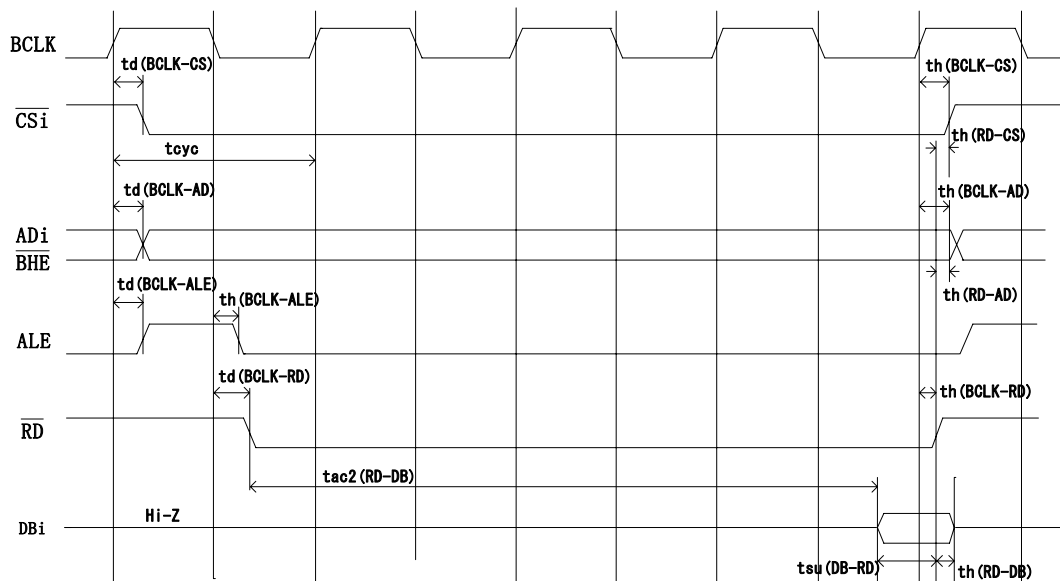 BCLK
td(BCLK-CS)
th(BCLK-CS)
CSi
th(RD-CS)
tcyc
td(BCLK-AD)
th(BCLK-AD)
ADi
BHE
td(BCLK-ALE)
th(BCLK-ALE)
th(RD-AD)
ALE
td(BCLK-RD)
th(BCLK-RD)
RD
tac2(RD-DB)
Hi-Z
DBi
tsu(DB-RD)
th(RD-DB)